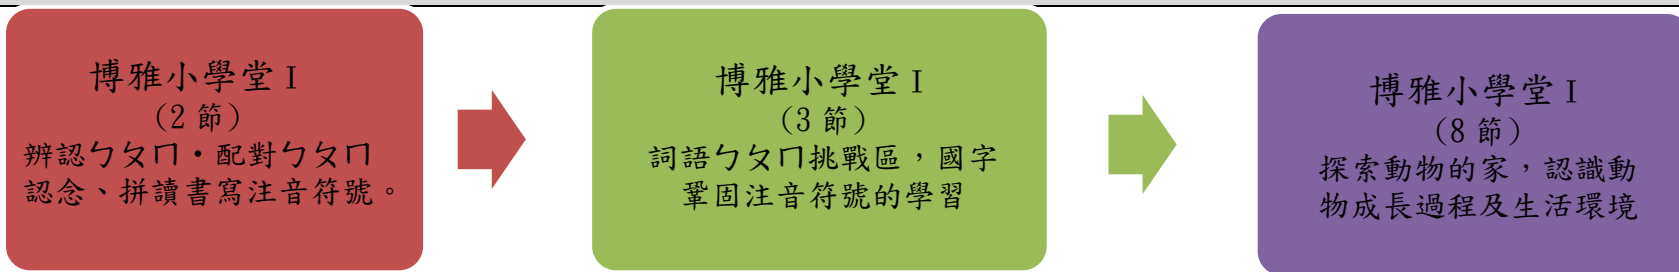 博雅小學堂 I
(2 節)
辨認ㄅㄆㄇ‧配對ㄅㄆㄇ
認念、拼讀書寫注音符號。
博雅小學堂 I
(3 節)
詞語ㄅㄆㄇ挑戰區，國字
鞏固注音符號的學習
博雅小學堂 I
(8 節)
探索動物的家，認識動
物成長過程及生活環境